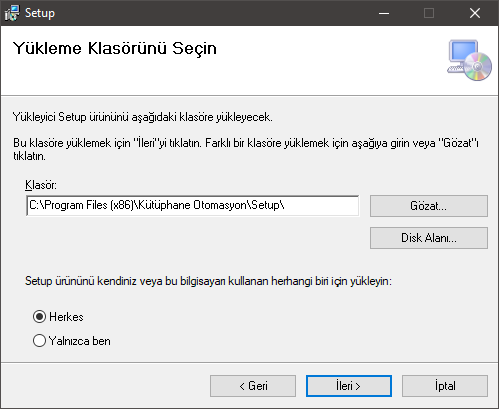 Setup
Yükleme Klasörünü Seçin
Yükleyici Setup ürününü aşağıdaki klasöre yükleyecek.
Bu klasöre yüklemek için "İleri"yi tıklatın. Farklı bir klasöre yüklemek için aşağıya girin veya "Gözat"ı
tıklatın.
Klasör:
C:\Program Files (x86)\Kütüphane Otomasyon\Setup\
Gözat...
Disk Alanı...
Setup ürününü kendiniz veya bu bilgisayarı kullanan herhangi biri için yükleyin:
Herkes
Yalnızca ben
< Geri
İleri >
İptal